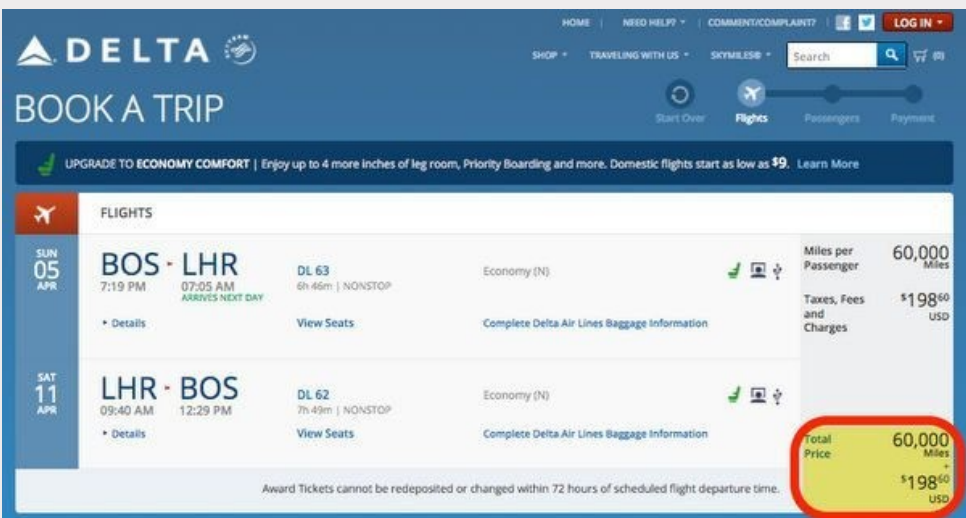 HOME | NEED HELP? | COMMENT/COMPLAINT? | LOG IN
DELTA
SHOP TRAVELING WITH US SKYMILES® Search (0)
BOOK A TRIP
Start Over Flights Passengers Payment
UPGRADE TO ECONOMY COMFORT | Enjoy up to 4 more inches of leg room, Priority Boarding and more. Domestic flights start as low as $9. Learn More
FLIGHTS
SUN
05
APR
BOS LHR
7:19 PM 07:05 AM
ARRIVES NEXT DAY
DL 63
6h 46m | NONSTOP
Economy (N)
Details
View Seats
Complete Delta Air Lines Baggage Information
Miles per
Passenger
60,000
Miles
Taxes, Fees
and
Charges
$19860
USD
SAT
11
APR
LHR BOS
09:40 AM 12:29 PM
DL 62
7h 49m | NONSTOP
Economy (N)
Details
View Seats
Complete Delta Air Lines Baggage Information
Total
Price
60,000
Miles
+
$19860
USD
Award Tickets cannot be redeposited or changed within 72 hours of scheduled flight departure time.